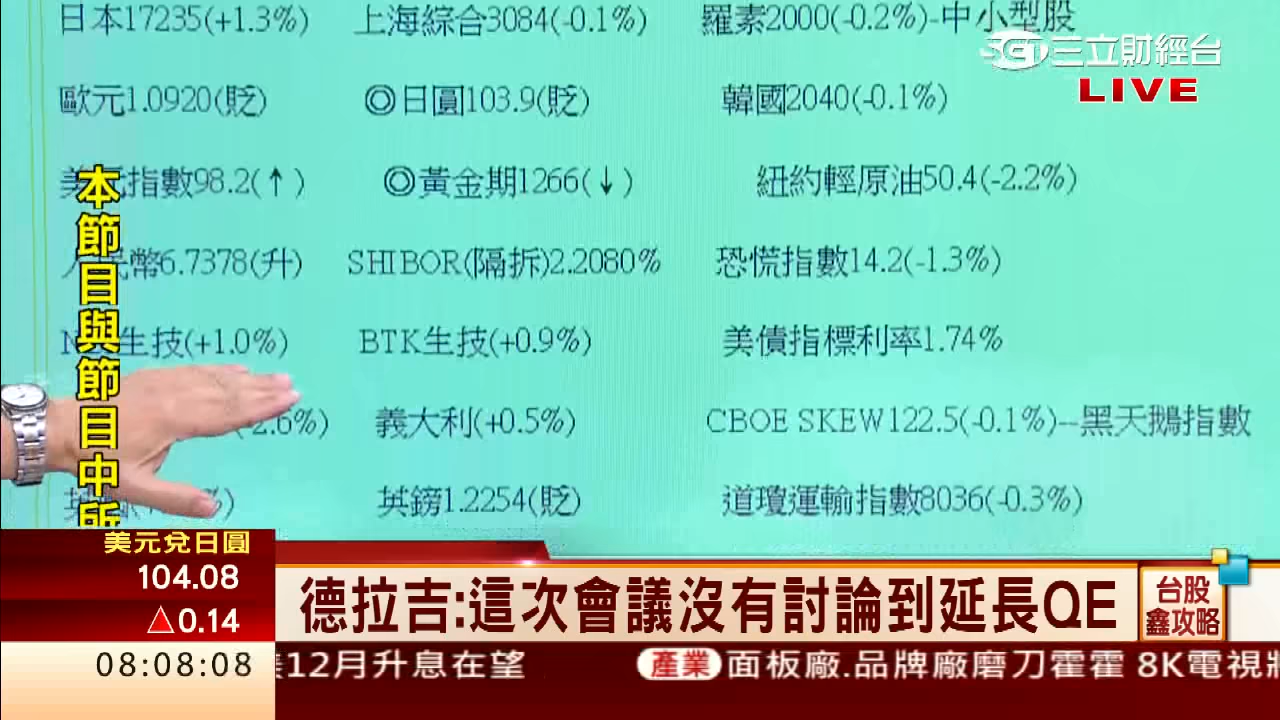 日本17235(+1.3%) 上海綜合3084(-0.1%) 羅素2000(-0.2%)-中小型股
三立財經台
LIVE
歐元1.0920(貶) ◎日圓103.9(貶) 韓國2040(-0.1%)
指數98.2(↑) ◎黃金期1266(↓) 紐約輕原油50.4(-2.2%)
幣6.7378(升) SHIBOR(隔拆)2.2080% 恐慌指數14.2(-1.3%)
生技(+1.0%) BTK生技(+0.9%) 美債指標利率1.74%
2.6%) 義大利(+0.5%) CBOE SKEW122.5(-0.1%)--黑天鵝指數
英鎊1.2254(貶) 道瓊運輸指數8036(-0.3%)
本節目與節目中所
美元兌日圓
104.08
△0.14
08:08:08
德拉吉:這次會議沒有討論到延長QE
台股
鑫攻略
12月升息在望 產業 面板廠.品牌廠磨刀霍霍 8K電視